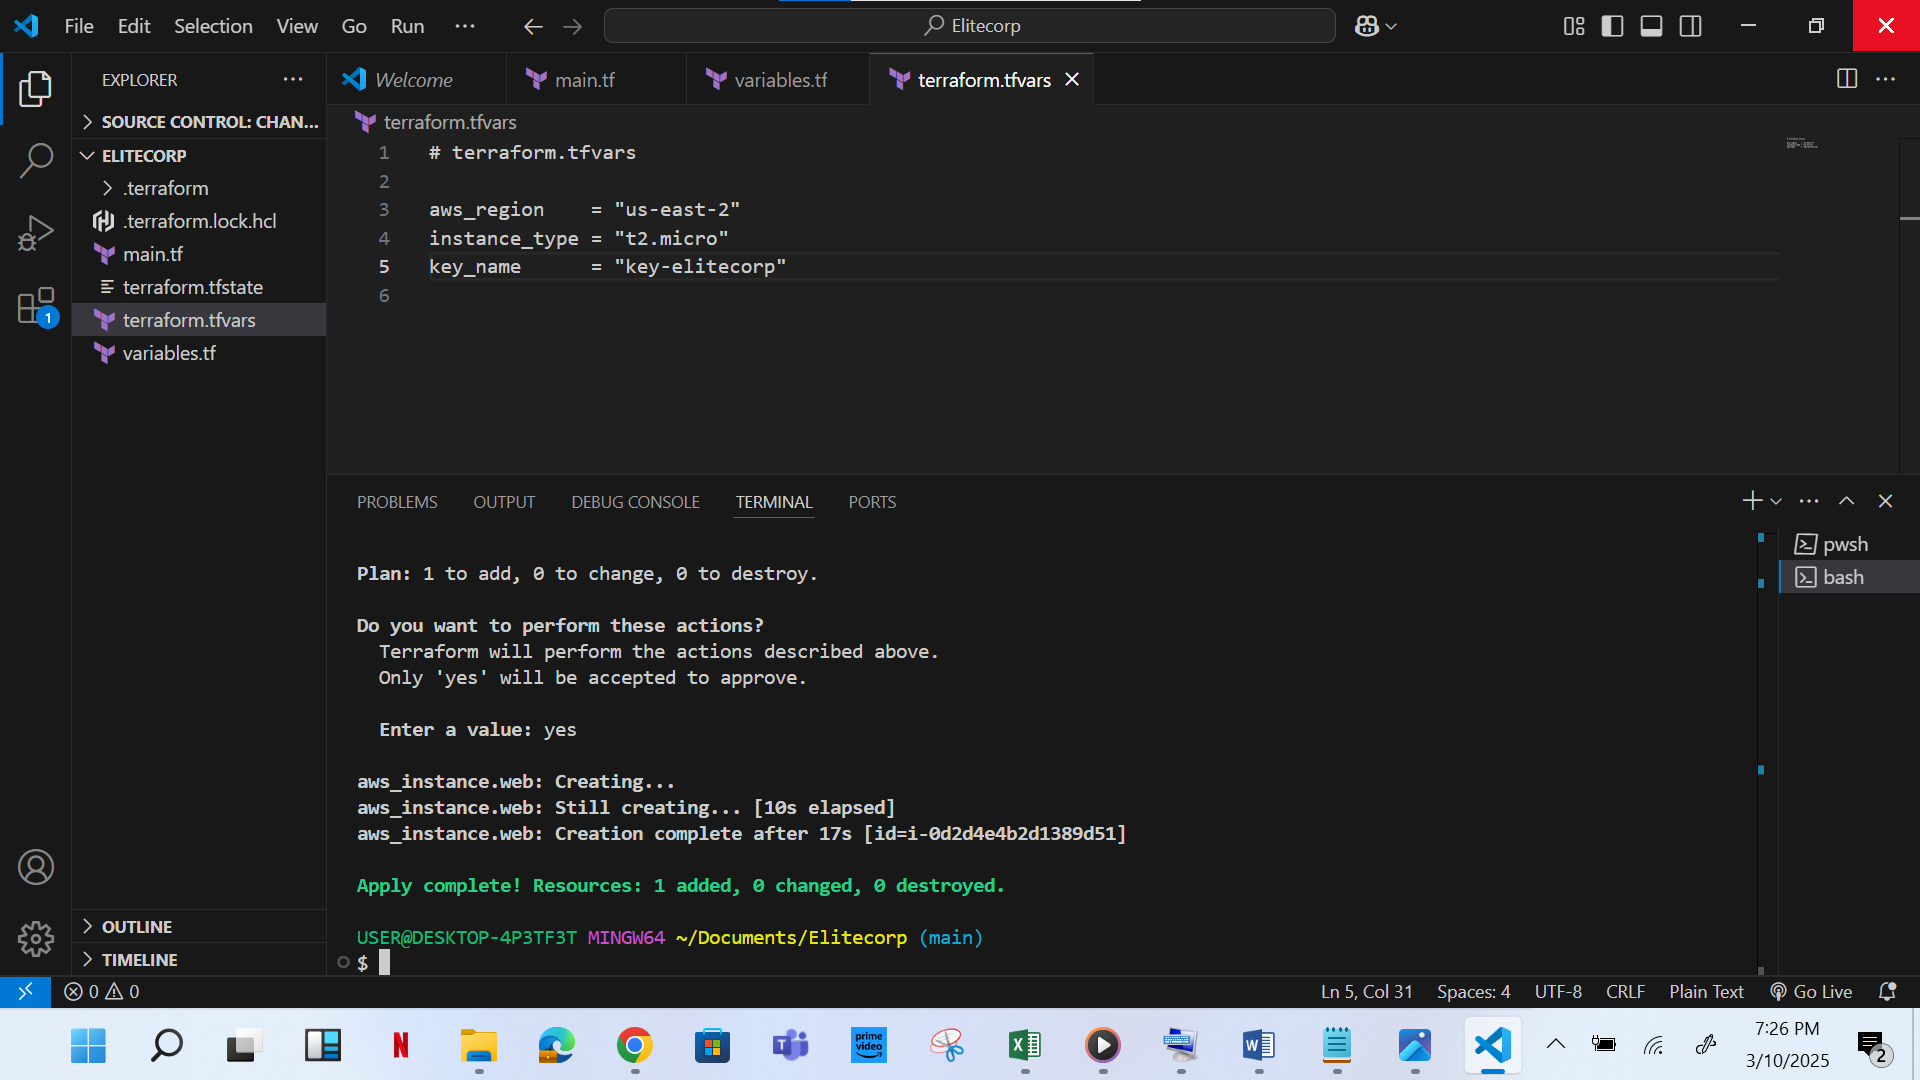 File Edit Selection View Go Run ···
Elitecorp
EXPLORER
SOURCE CONTROL: CHAN...
ELITECORP
.terraform
.terraform.lock.hcl
main.tf
terraform.tfstate
terraform.tfvars
variables.tf
OUTLINE
TIMELINE
1
Welcome main.tf variables.tf terraform.tfvars
terraform.tfvars
1 # terraform.tfvars
2
3 aws_region    = "us-east-2"
4 instance_type = "t2.micro"
5 key_name      = "key-elitecorp"
6
PROBLEMS OUTPUT DEBUG CONSOLE TERMINAL PORTS
pwsh
bash
Plan: 1 to add, 0 to change, 0 to destroy.
Do you want to perform these actions?
Terraform will perform the actions described above.
Only 'yes' will be accepted to approve.
Enter a value: yes
aws_instance.web: Creating...
aws_instance.web: Still creating... [10s elapsed]
aws_instance.web: Creation complete after 17s [id=i-0d2d4e4b2d1389d51]
Apply complete! Resources: 1 added, 0 changed, 0 destroyed.
USER@DESKTOP-4P3TF3T MINGW64 ~/Documents/Elitecorp (main)
$
0 0 Ln 5, Col 31 Spaces: 4 UTF-8 CRLF Plain Text Go Live
N
prime video
7:26 PM
3/10/2025
2